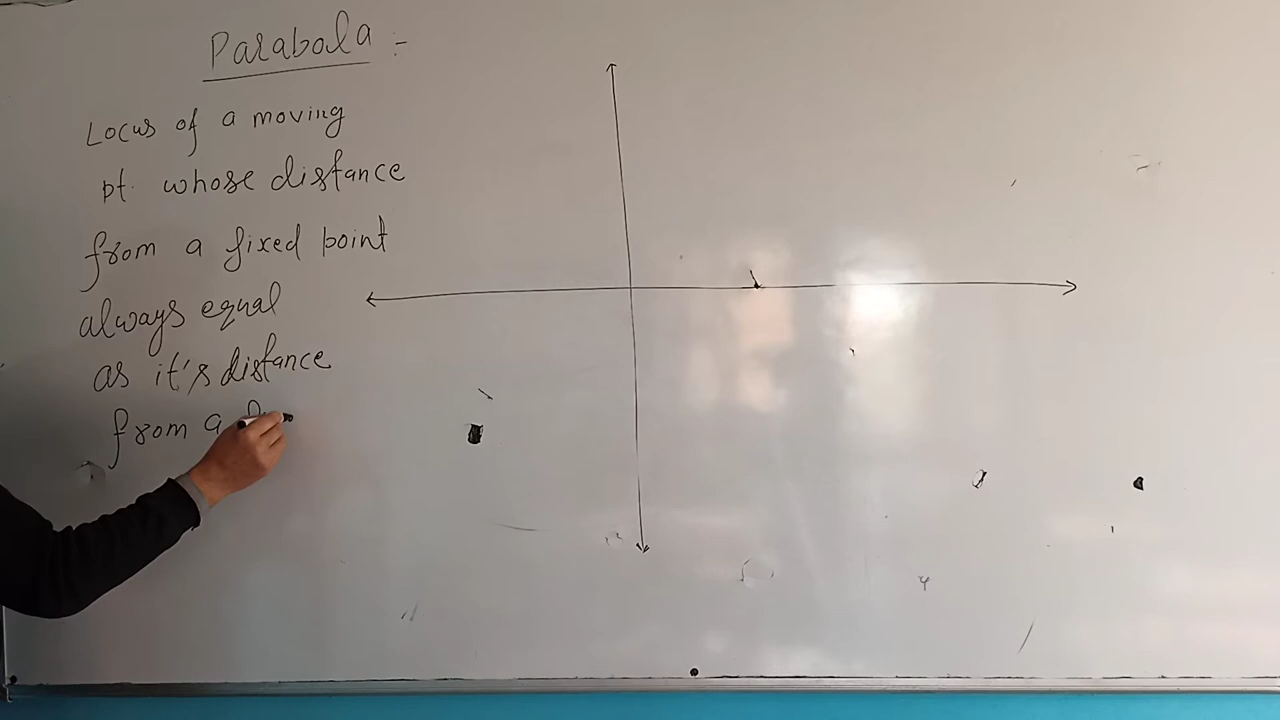 Parabola :-
Locus of a moving
pt. whose distance
from a fixed point
always equal
as it's distance
from a